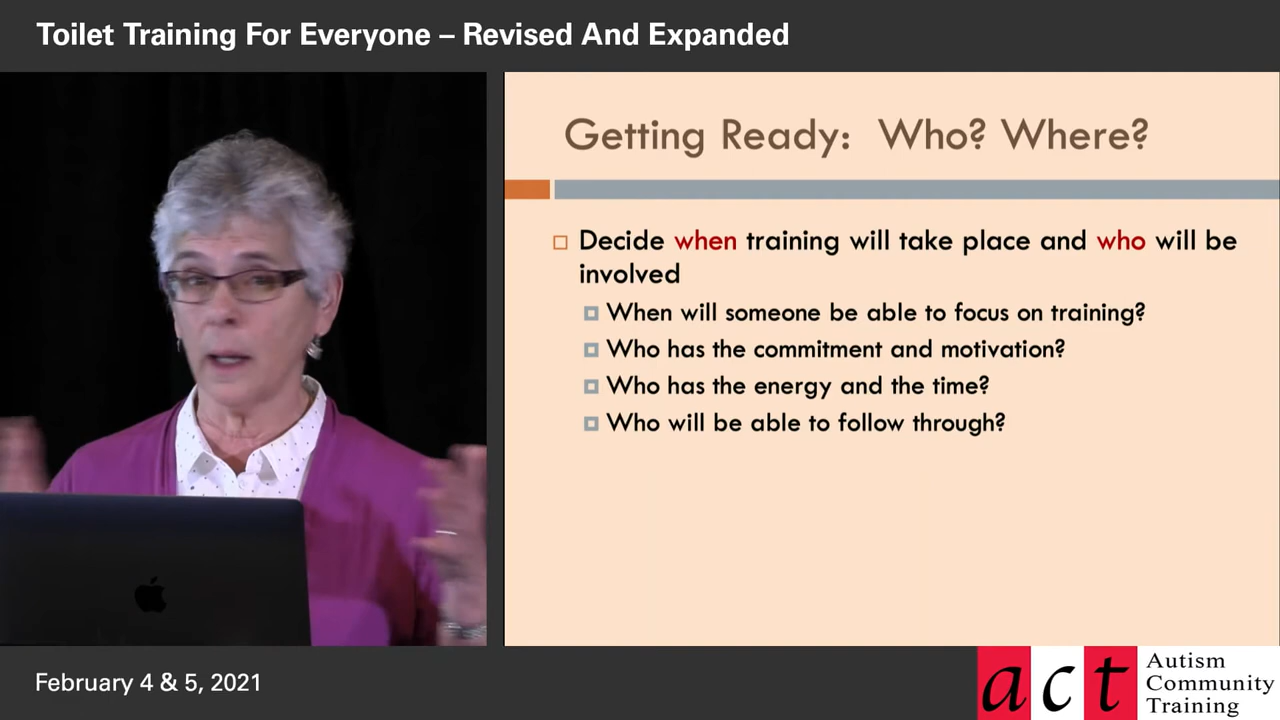 Toilet Training For Everyone – Revised And Expanded
Getting Ready:  Who? Where?
Decide when training will take place and who will be
involved
When will someone be able to focus on training?
Who has the commitment and motivation?
Who has the energy and the time?
Who will be able to follow through?
February 4 & 5, 2021
act
Autism
Community
Training